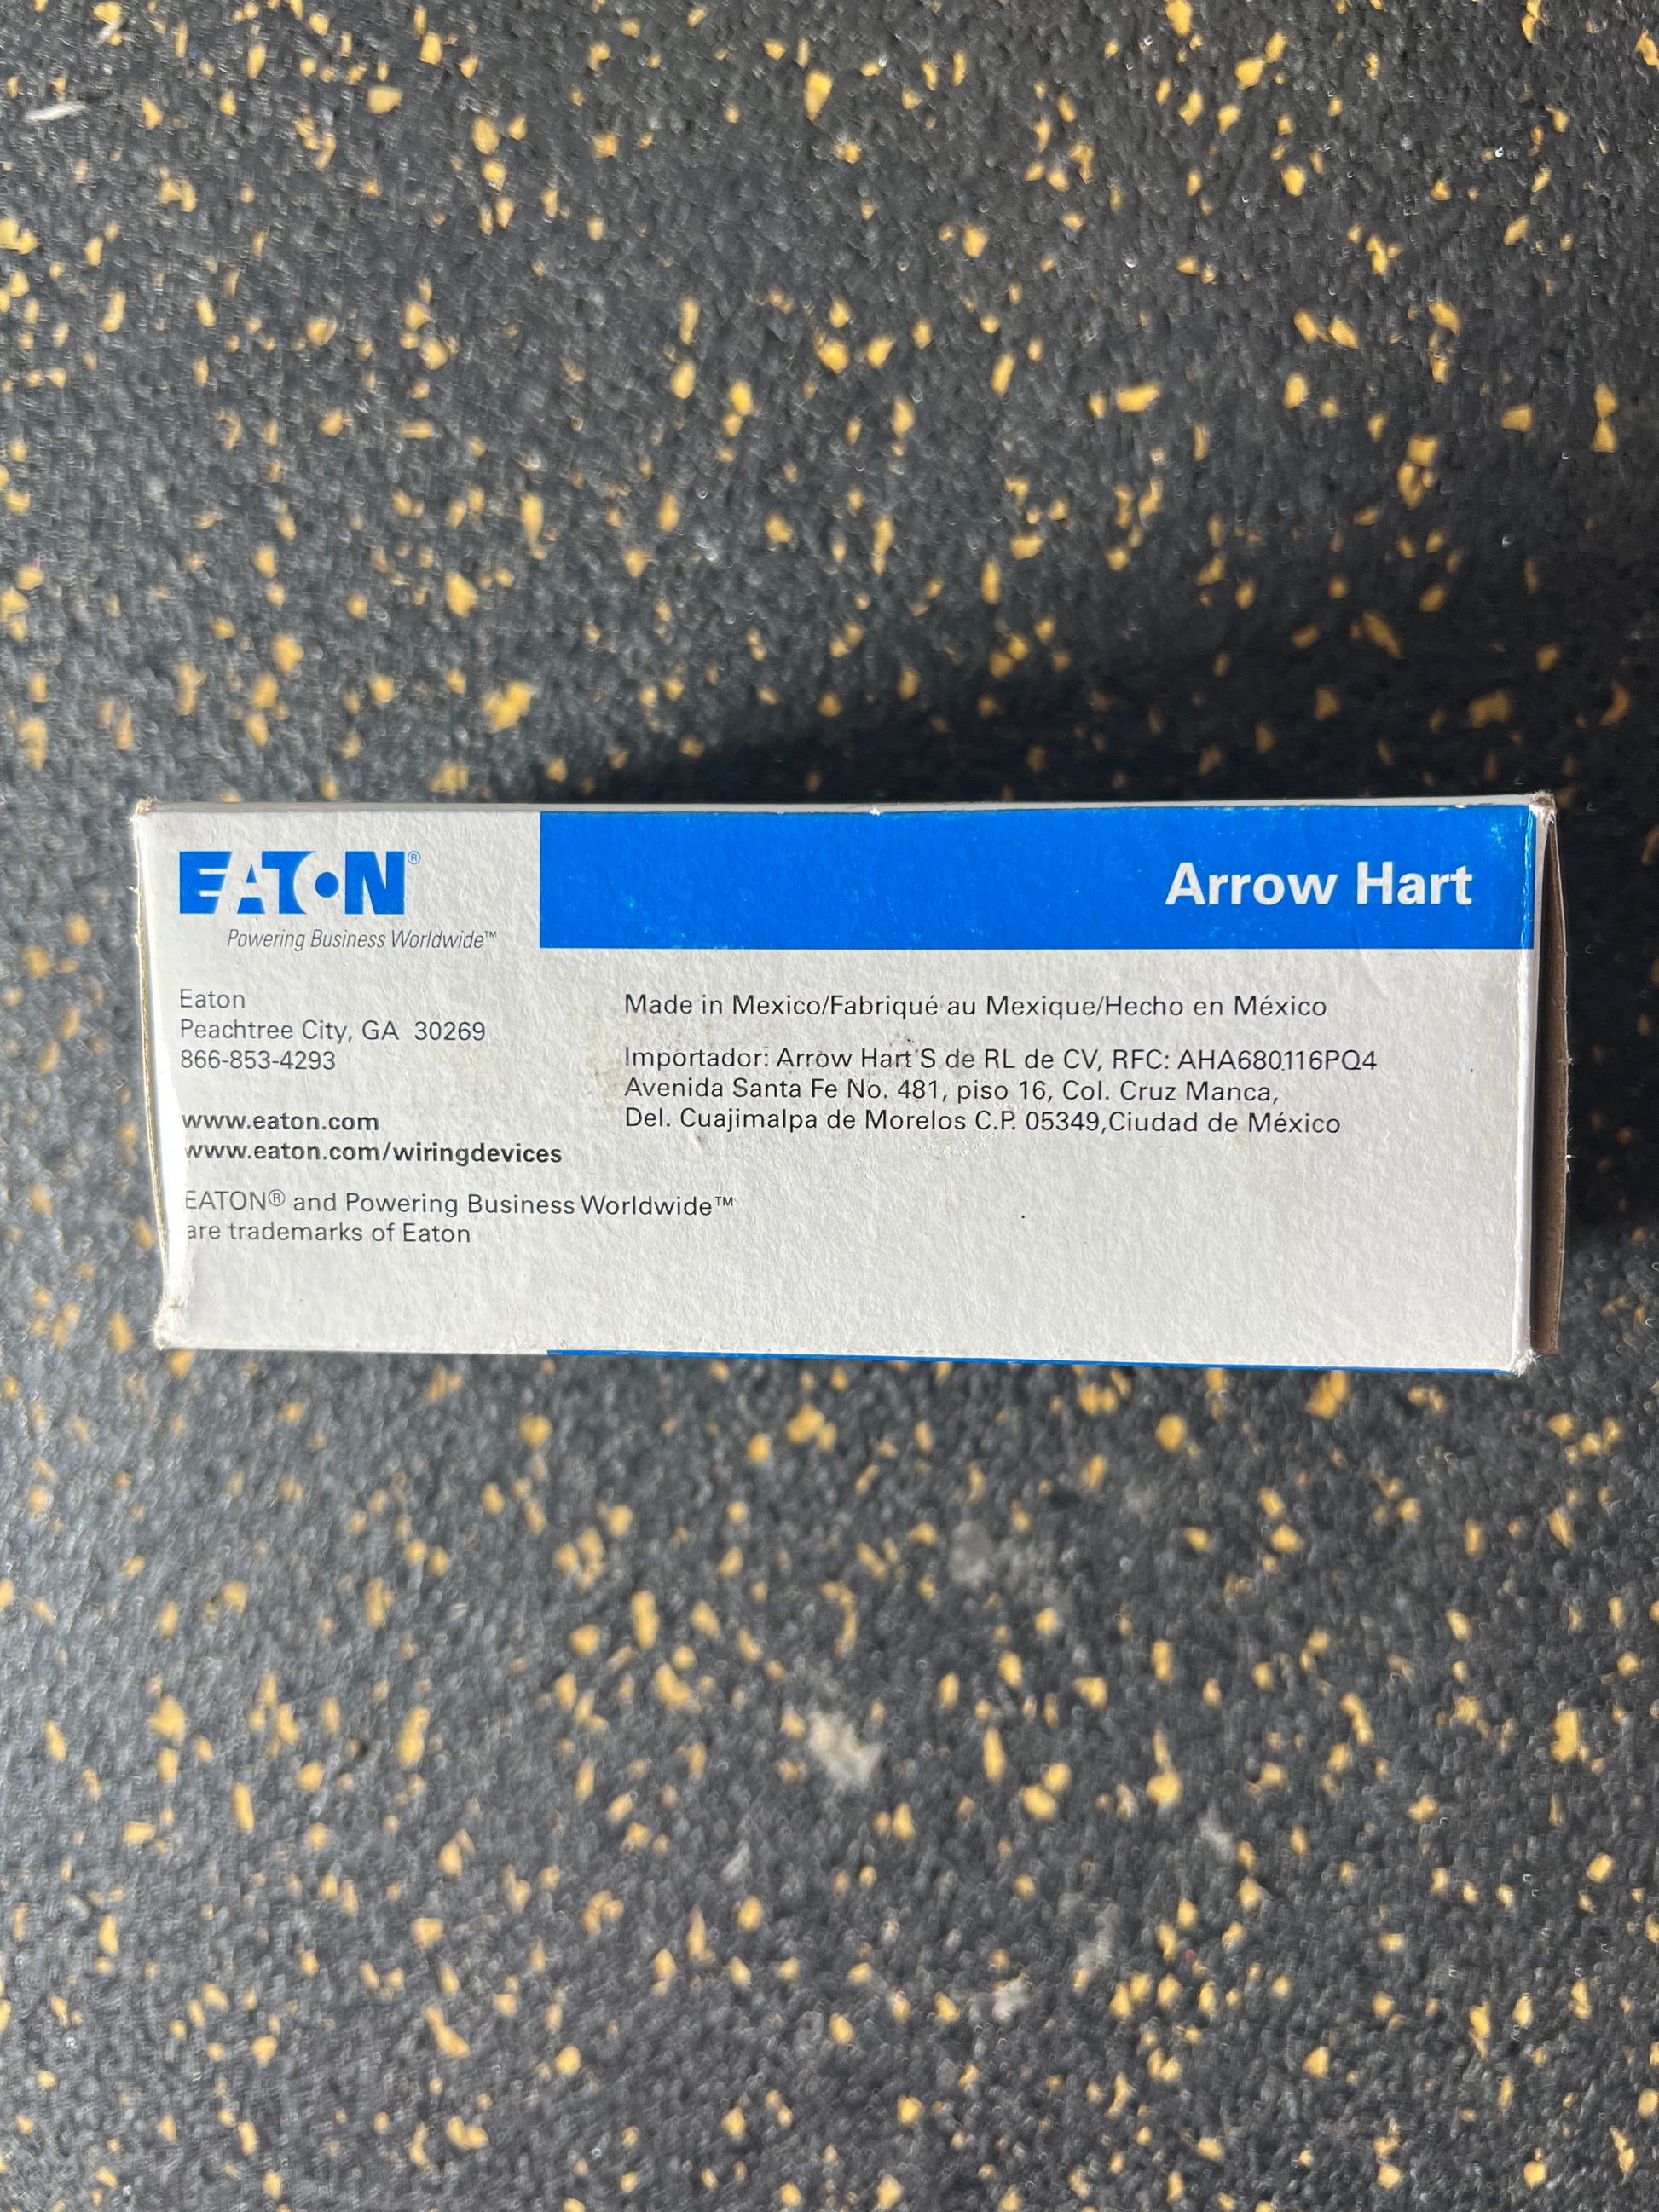 EATON®
Powering Business Worldwide™
Arrow Hart
Eaton
Peachtree City, GA 30269
866-853-4293
www.eaton.com
www.eaton.com/wiringdevices
EATON® and Powering Business Worldwide™
are trademarks of Eaton
Made in Mexico/Fabriqué au Mexique/Hecho en México
Importador: Arrow Hart S de RL de CV, RFC: AHA680116PQ4
Avenida Santa Fe No. 481, piso 16, Col. Cruz Manca,
Del. Cuajimalpa de Morelos C.P. 05349,Ciudad de México